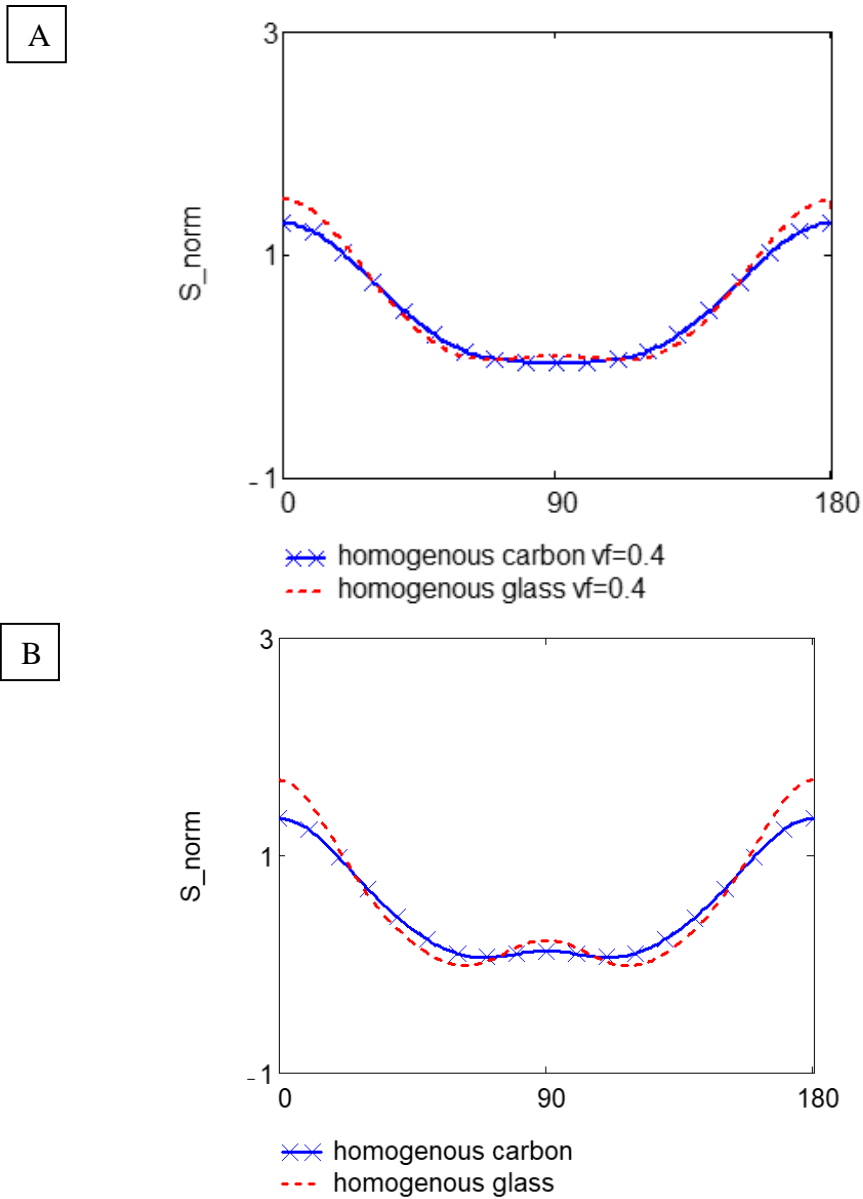 A
3
S_norm
1
- 1
0 90 180
homogenous carbon vf=0.4
homogenous glass vf=0.4
B
3
S_norm
1
- 1
0 90 180
homogenous carbon
homogenous glass